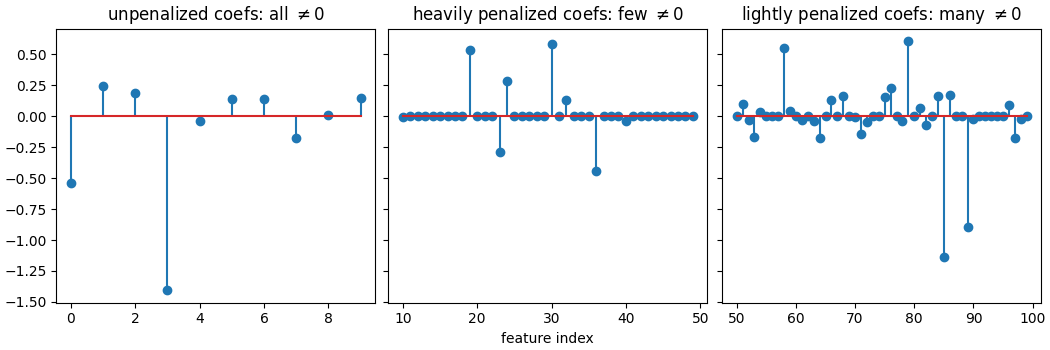 unpenalized coefs: all ≠0
heavily penalized coefs: few ≠0
lightly penalized coefs: many ≠0
0.50
0.25
0.00
−0.25
−0.50
−0.75
−1.00
−1.25
−1.50
0 2 4 6 8
10 20 30 40 50
50 60 70 80 90 100
feature index